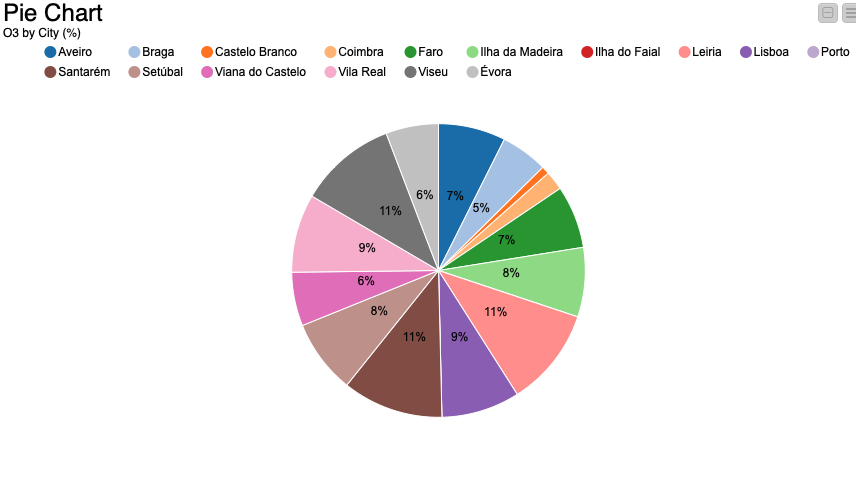 Pie Chart
O3 by City (%)
Aveiro Braga Castelo Branco Coimbra Faro Ilha da Madeira Ilha do Faial Leiria Lisboa Porto
Santarém Setúbal Viana do Castelo Vila Real Viseu Évora
6% 7%
5%
11%
7%
9%
8%
6%
8%
11%
11%
9%